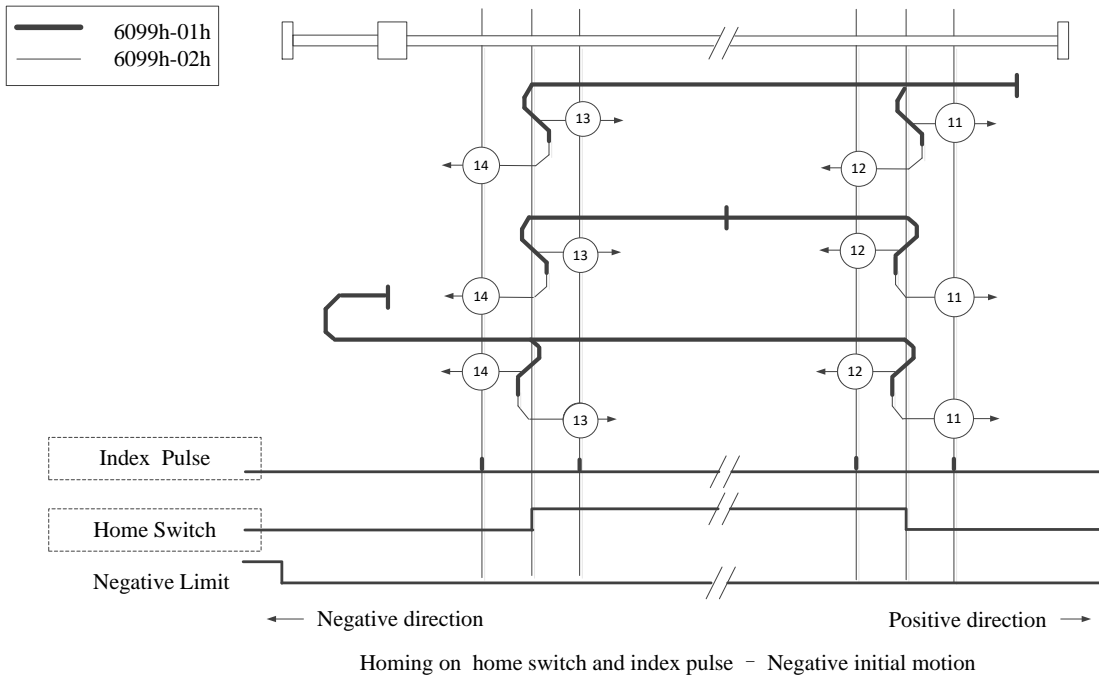 6099h-01h
6099h-02h
13
11
14
12
13
12
14
11
14
12
13
11
Index Pulse
Home Switch
Negative Limit
Negative direction
Positive direction
Homing on home switch and index pulse - Negative initial motion